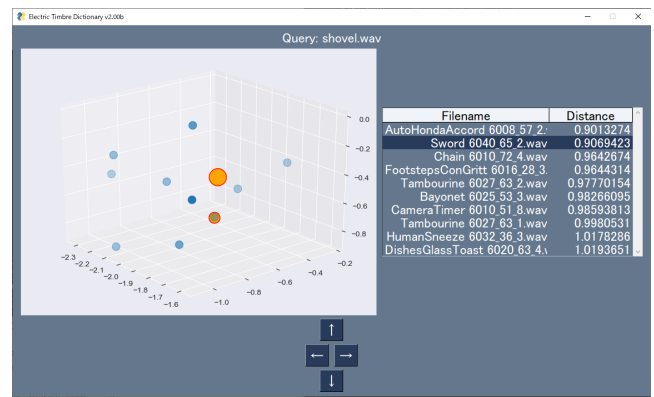 Electric Timbre Dictionary v2.00b
Query: shovel.wav
Filename Distance
AutoHondaAccord 6008_57_2.\ 0.9013274
Sword 6040_65_2.wav 0.9069423
Chain 6010_72_4.wav 0.9642674
FootstepsConGritt 6016_28_3. 0.9644314
Tambourine 6027_63_2.wav 0.97770154
Bayonet 6025_53_3.wav 0.98266095
CameraTimer 6010_51_8.wav 0.98593813
Tambourine 6027_63_1.wav 0.9980531
HumanSneeze 6032_36_3.wav 1.0178286
DishesGlassToast 6020_63_4.\ 1.0193651
0.0
−0.2
−0.4
−0.6
−0.8
−2.3
−2.2
−2.1
−2.0
−1.9
−1.8
−1.7
−1.6
−1.0
−0.8
−0.6
−0.4
−0.2
↑
← →
↓